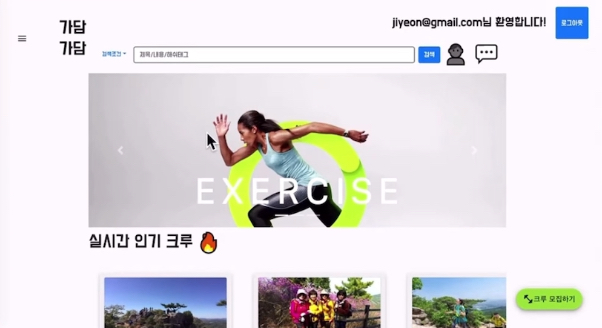 가담
가담
jiyeon@gmail.com님 환영합니다!
로그아웃
검색조건
제목/내용/해태그
검색
EXERCISE
실시간 인기 크루
크루 모집하기